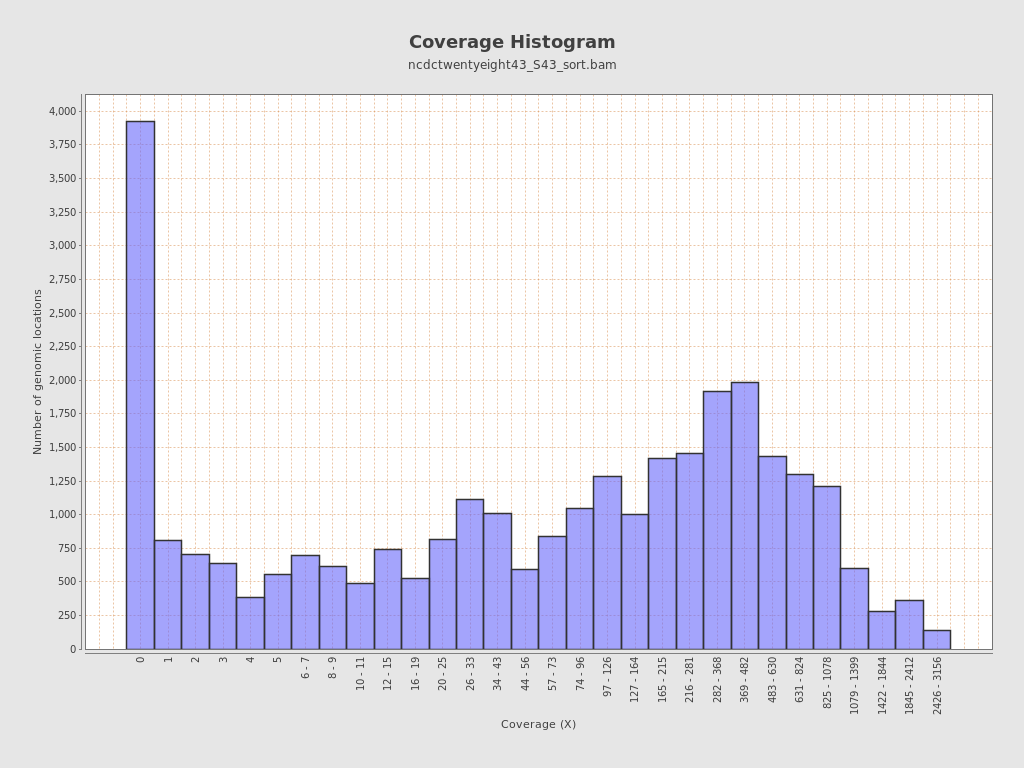 Coverage Histogram
ncdctwentyeight43_S43_sort.bam
Number of genomic locations
4,000
3,750
3,500
3,250
3,000
2,750
2,500
2,250
2,000
1,750
1,500
1,250
1,000
750
500
250
0
0
1
2
3
4
5
6 - 7
8 - 9
10 - 11
12 - 15
16 - 19
20 - 25
26 - 33
34 - 43
44 - 56
57 - 73
74 - 96
97 - 126
127 - 164
165 - 215
216 - 281
282 - 368
369 - 482
483 - 630
631 - 824
825 - 1078
1079 - 1399
1422 - 1844
1845 - 2412
2426 - 3156
Coverage (X)